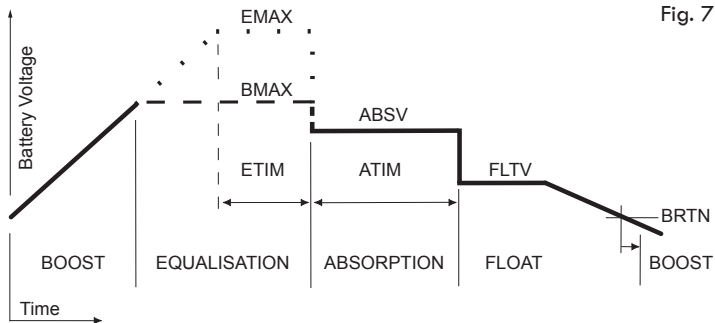 Fig. 7
EMAX
BMAX
Battery Voltage
ABSV
ETIM
ATIM
FLTV
BRTN
BOOST
EQUALISATION
ABSORPTION
FLOAT
BOOST
Time